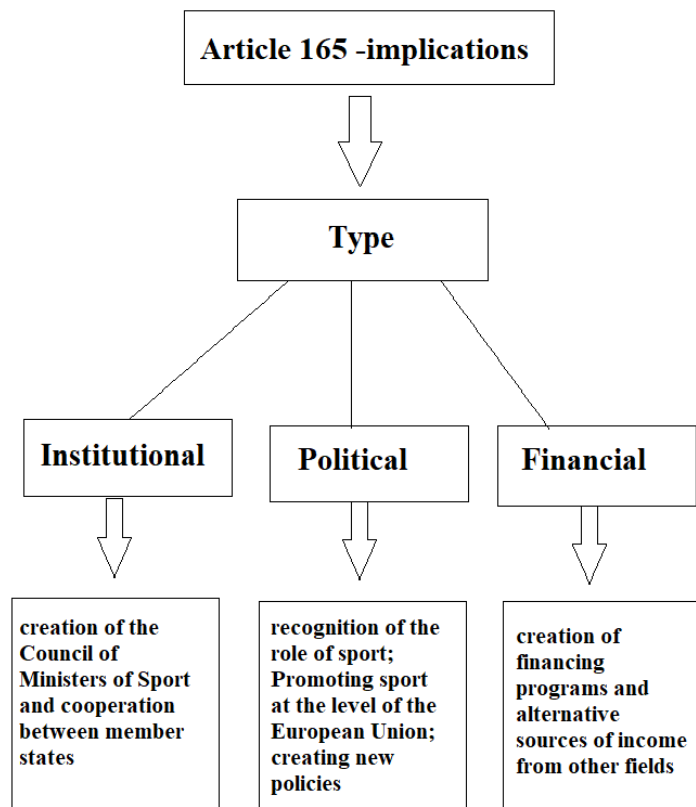 Article 165 -implications
Type
Institutional
Political
Financial
creation of the
Council of
Ministers of Sport
and cooperation
between member
states
recognition of the
role of sport;
Promoting sport
at the level of the
European Union;
creating new
policies
creation of
financing
programs and
alternative
sources of income
from other fields